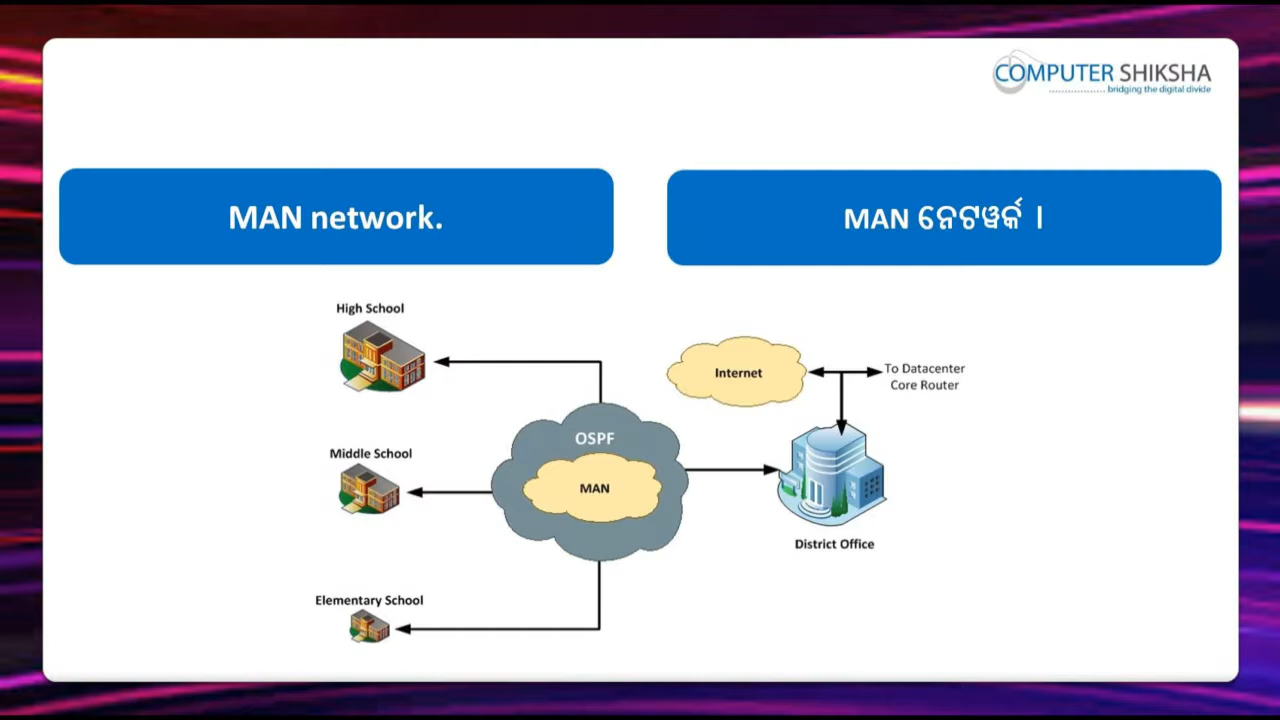 COMPUTER SHIKSHA
bridging the digital divide
MAN network.
MAN ନେଟୱର୍କ ।
High School
Internet
To Datacenter
Core Router
OSPF
Middle School
MAN
District Office
Elementary School